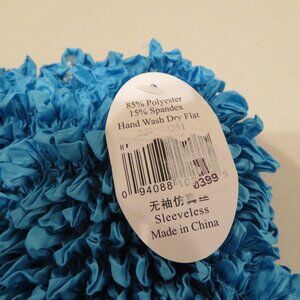 85% Polyester
15% Spandex
Hand Wash Dry Flat
无袖仿真丝
Sleeveless
Made in China